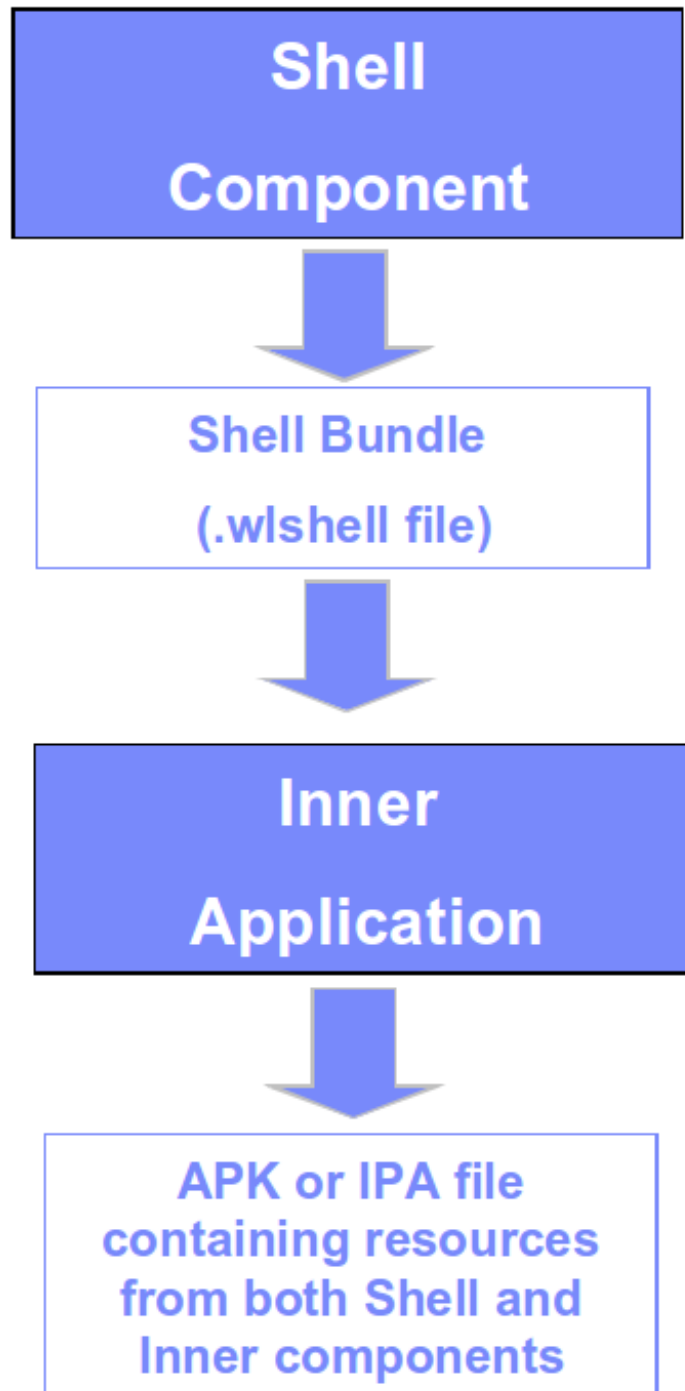 Shell
Component
Shell Bundle
(.wlshell file)
Inner
Application
APK or IPA file
containing resources
from both Shell and
Inner components